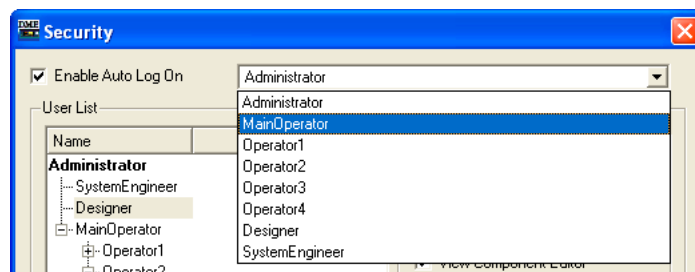 Security
Enable Auto Log On Administrator
User List Administrator
MainOperator
Name Operator1
Administrator Operator2
SystemEngineer Operator3
Designer Operator4
MainOperator Designer
Operator1 SystemEngineer
Operator2 View Component Editor